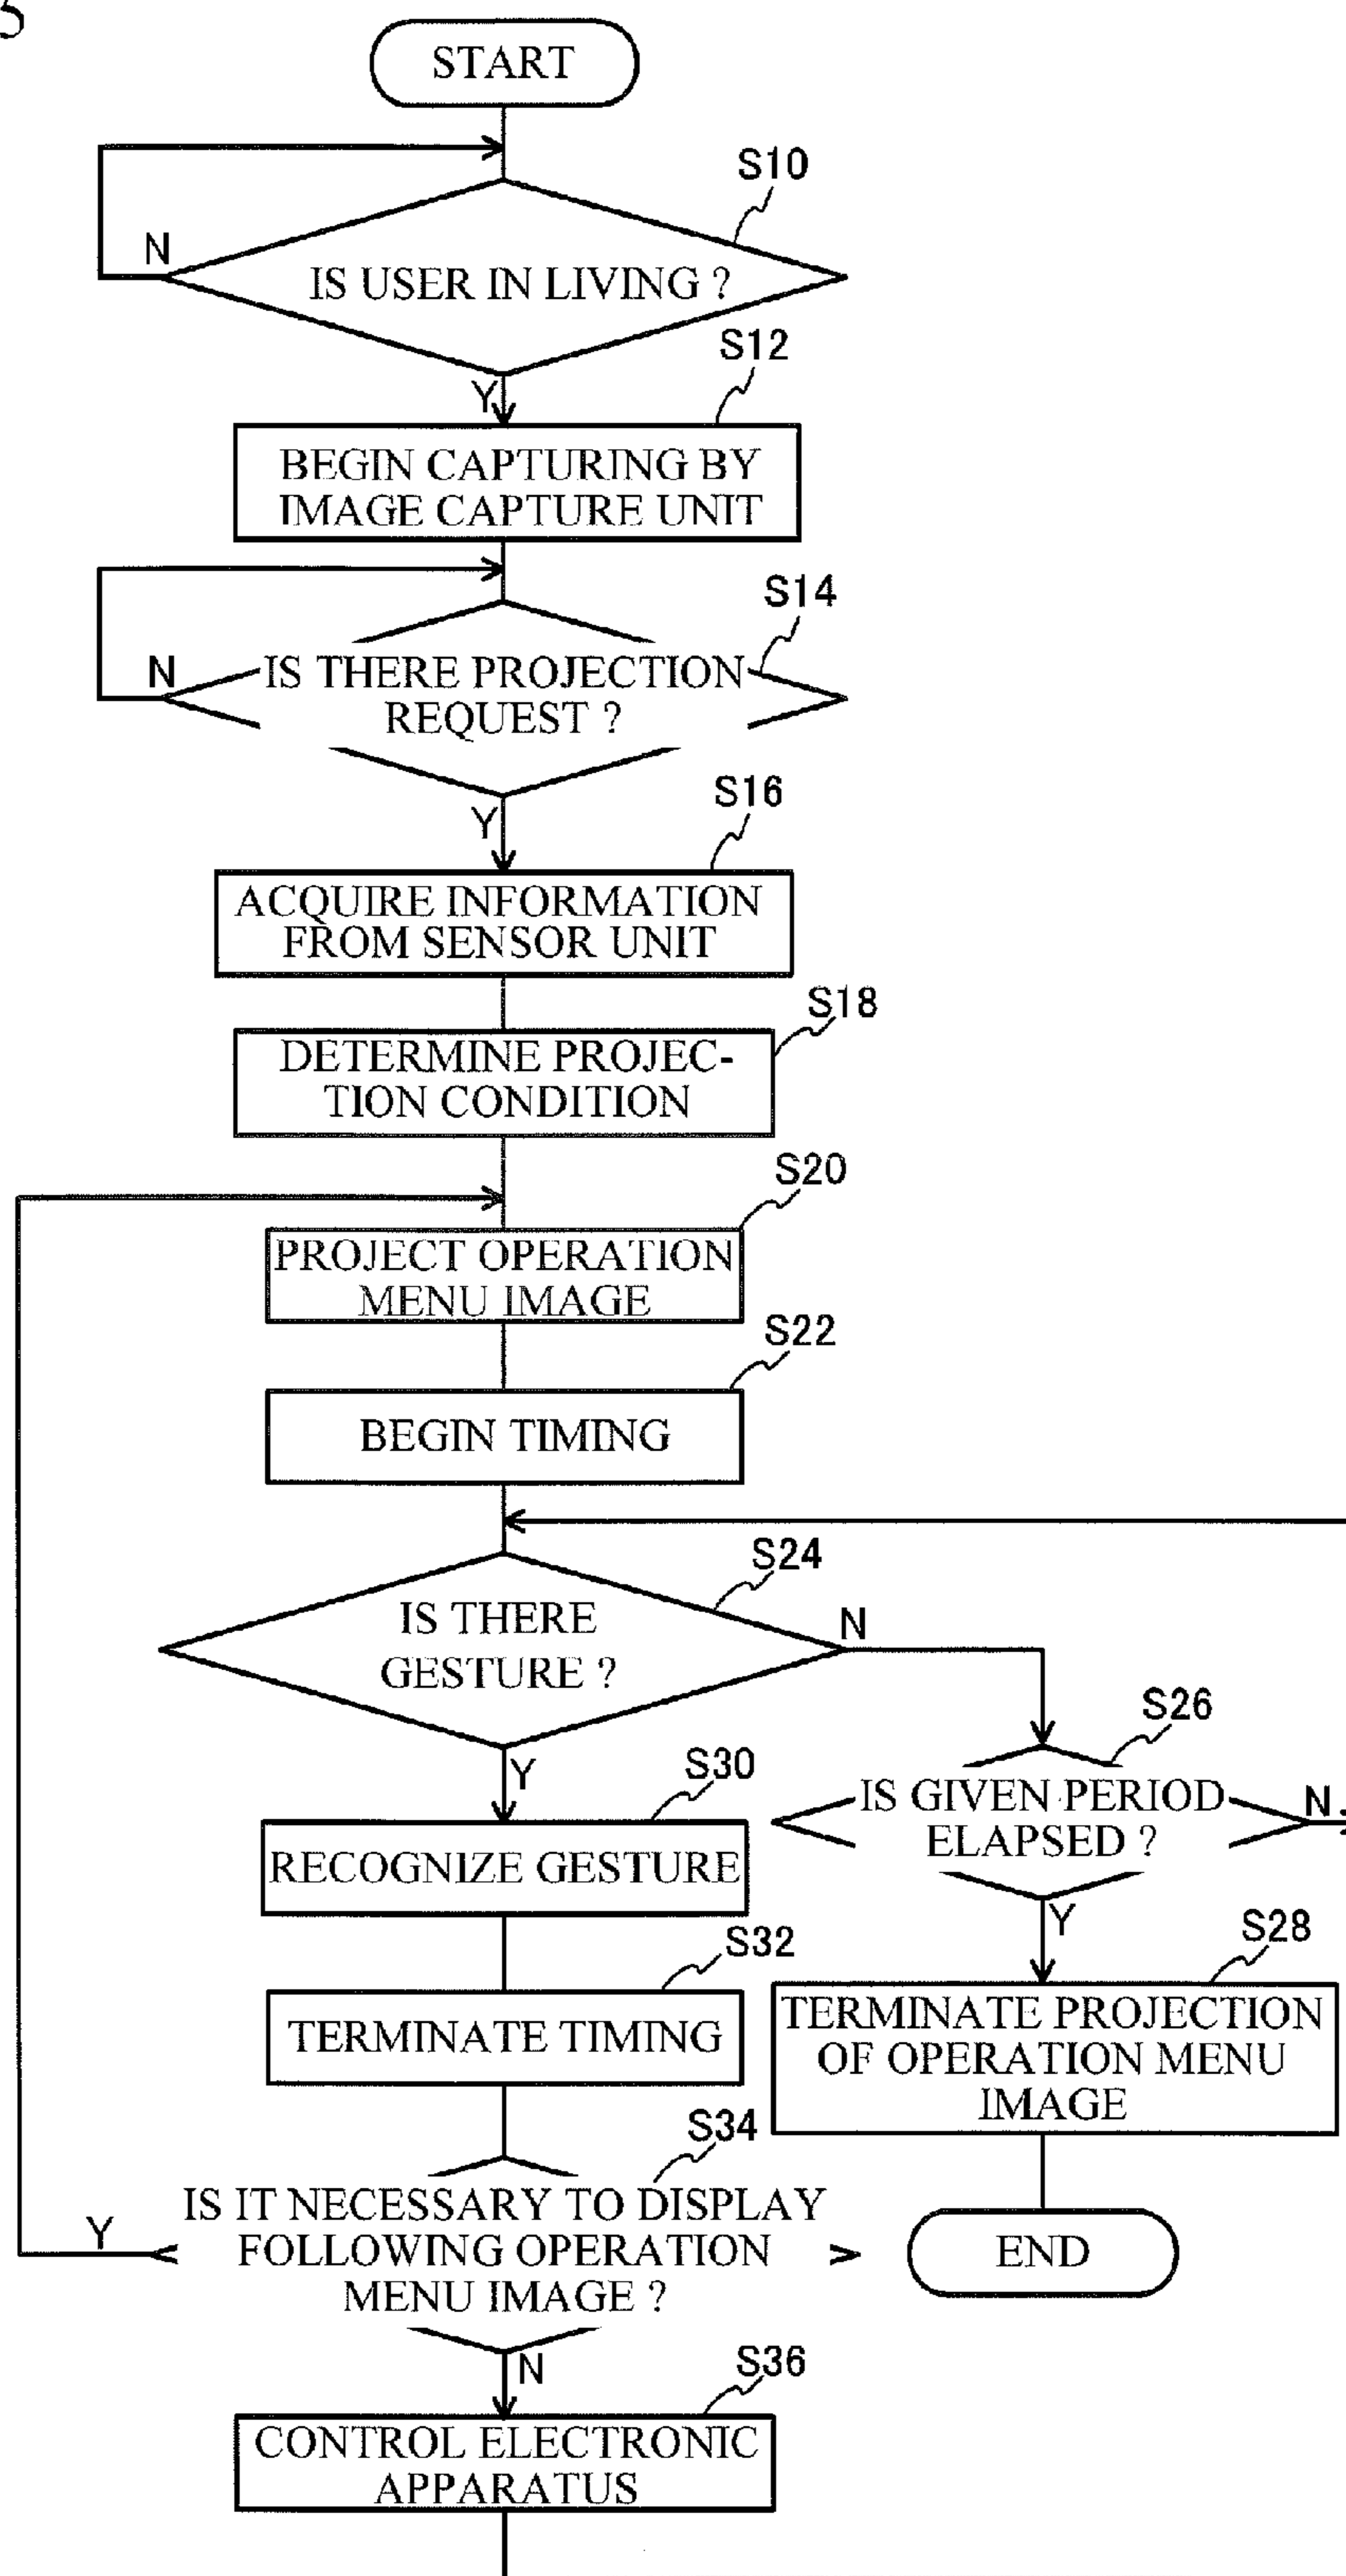 5
START
S10
N
IS USER IN LIVING ?
S12
Y
BEGIN CAPTURING BY
IMAGE CAPTURE UNIT
S14
N
IS THERE PROJECTION
REQUEST ?
S16
Y
ACQUIRE INFORMATION
FROM SENSOR UNIT
S18
DETERMINE PROJEC-
TION CONDITION
S20
PROJECT OPERATION
MENU IMAGE
S22
BEGIN TIMING
S24
IS THERE
GESTURE ?
N
S26
IS GIVEN PERIOD
ELAPSED ?
N
Y
S30
RECOGNIZE GESTURE
Y
S28
S32
TERMINATE TIMING
TERMINATE PROJECTION
OF OPERATION MENU
IMAGE
S34
IS IT NECESSARY TO DISPLAY
FOLLOWING OPERATION
MENU IMAGE ?
Y
END
N
S36
CONTROL ELECTRONIC
APPARATUS